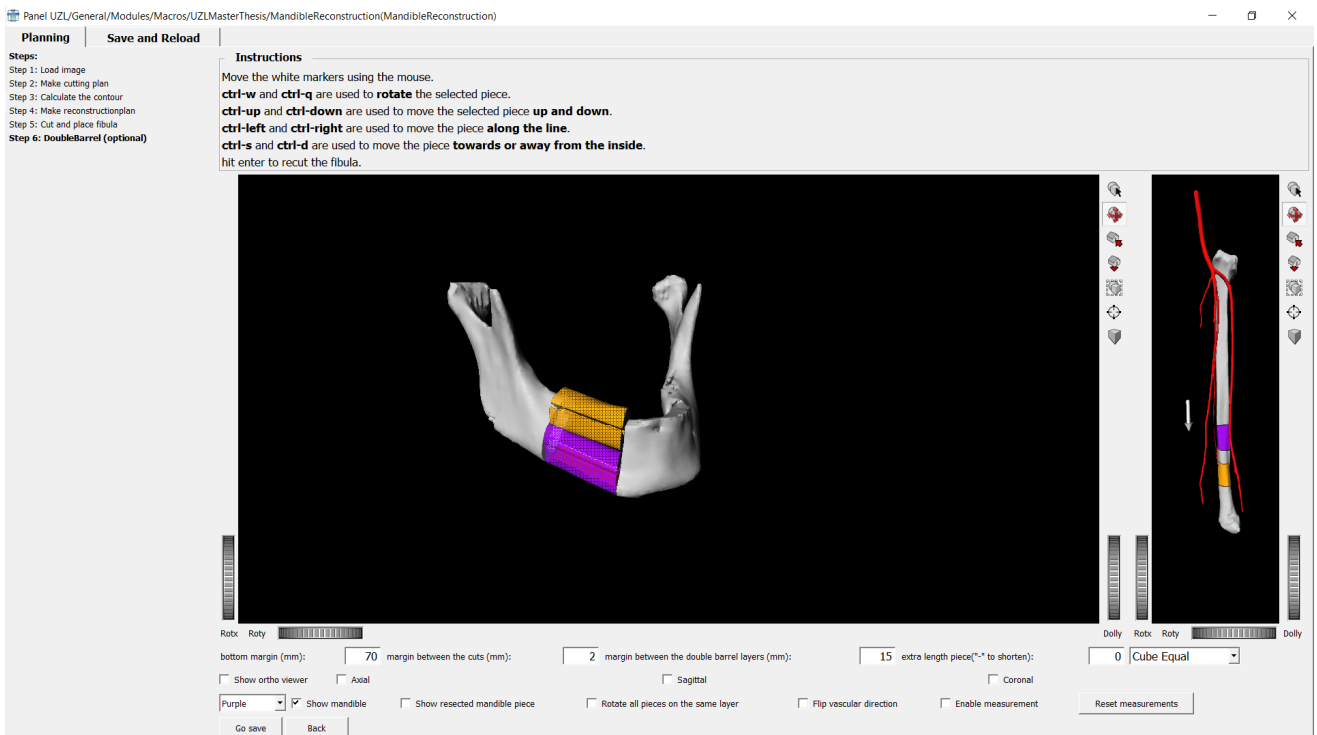 Panel UZL/General/Modules/Macros/UZLMasterThesis/MandibleReconstruction(MandibleReconstruction)
Planning Save and Reload
Steps:
Step 1: Load image
Step 2: Make cutting plan
Step 3: Calculate the contour
Step 4: Make reconstructionplan
Step 5: Cut and place fibula
Step 6: DoubleBarrel (optional)
Instructions
Move the white markers using the mouse.
ctrl-w and ctrl-q are used to rotate the selected piece.
ctrl-up and ctrl-down are used to move the selected piece up and down.
ctrl-left and ctrl-right are used to move the piece along the line.
ctrl-s and ctrl-d are used to move the piece towards or away from the inside.
hit enter to recut the fibula.
Rotx Roty Dolly Rotx Roty Dolly
bottom margin (mm): 70 margin between the cuts (mm): 2 margin between the double barrel layers (mm): 15 extra length piece("-" to shorten): 0 Cube Equal
Show ortho viewer Axial Sagittal Coronal
Purple Show mandible Show resected mandible piece Rotate all pieces on the same layer Flip vascular direction Enable measurement Reset measurements
Go save Back